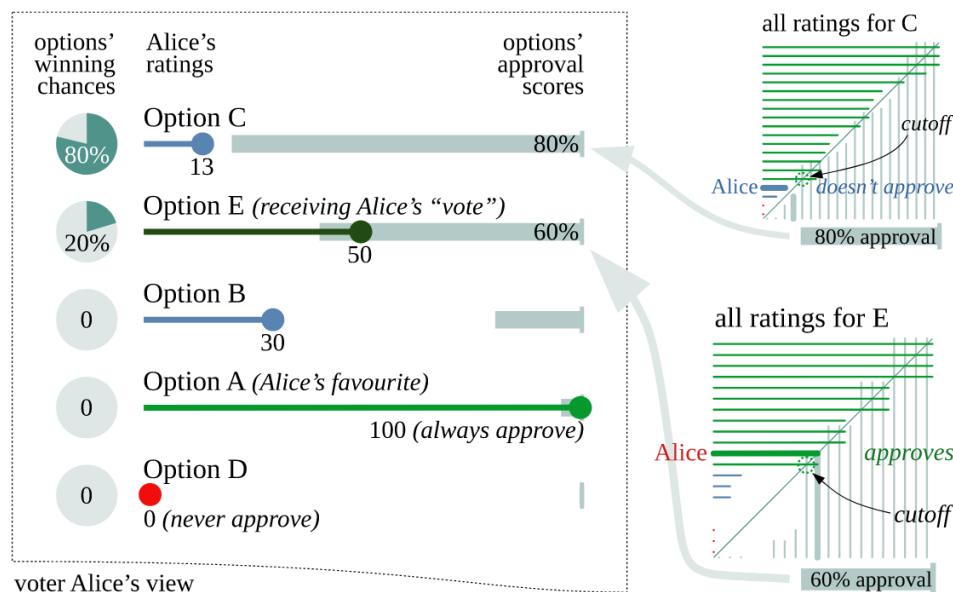 options’
winning
chances
Alice’s
ratings
options’
approval
scores
Option C
80%
13
80%
Option E (receiving Alice’s “vote”)
20%
50
60%
Option B
0
30
Option A (Alice’s favourite)
0
100 (always approve)
Option D
0
0 (never approve)
voter Alice’s view
all ratings for C
cutoff
Alice
doesn’t approve
80% approval
all ratings for E
Alice
approves
cutoff
60% approval